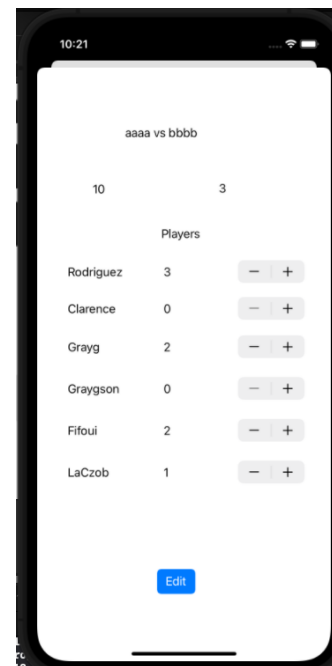 10:21
aaaa vs bbbb
10 3
Players
Rodriguez 3 − +
Clarence 0 − +
Grayg 2 − +
Graygson 0 − +
Fifoui 2 − +
LaCzob 1 − +
Edit